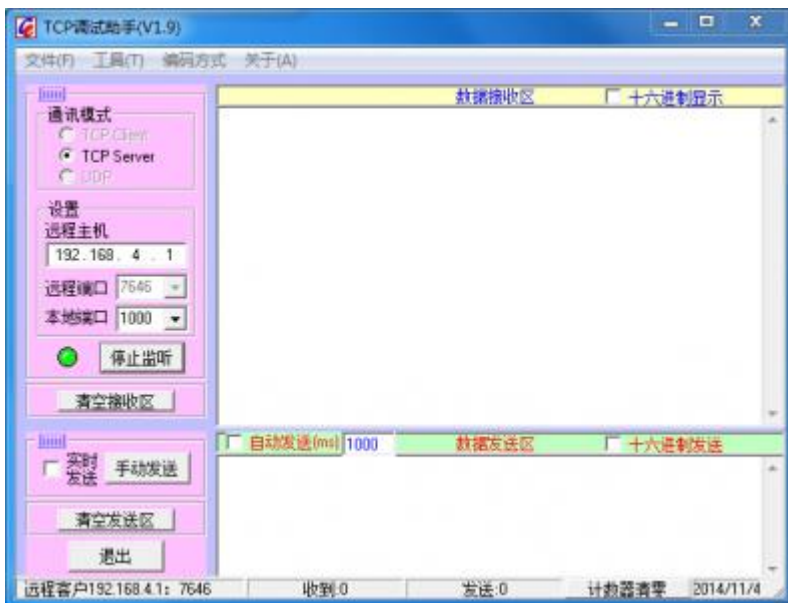 TCP调试助手(V1.9)
文件(F) 工具(T) 编码方式 关于(A)
通讯模式
TCP Client
TCP Server
UDP
设置
远程主机
192.168. 4 . 1
远程端口 7646
本地端口 1000
停止监听
清空接收区
数据接收区 十六进制显示
自动发送(ms) 1000 数据发送区 十六进制发送
实时发送 手动发送
清空发送区
退出
远程客户192.168.4.1: 7646 收到:0 发送:0 计数器清零 2014/11/4